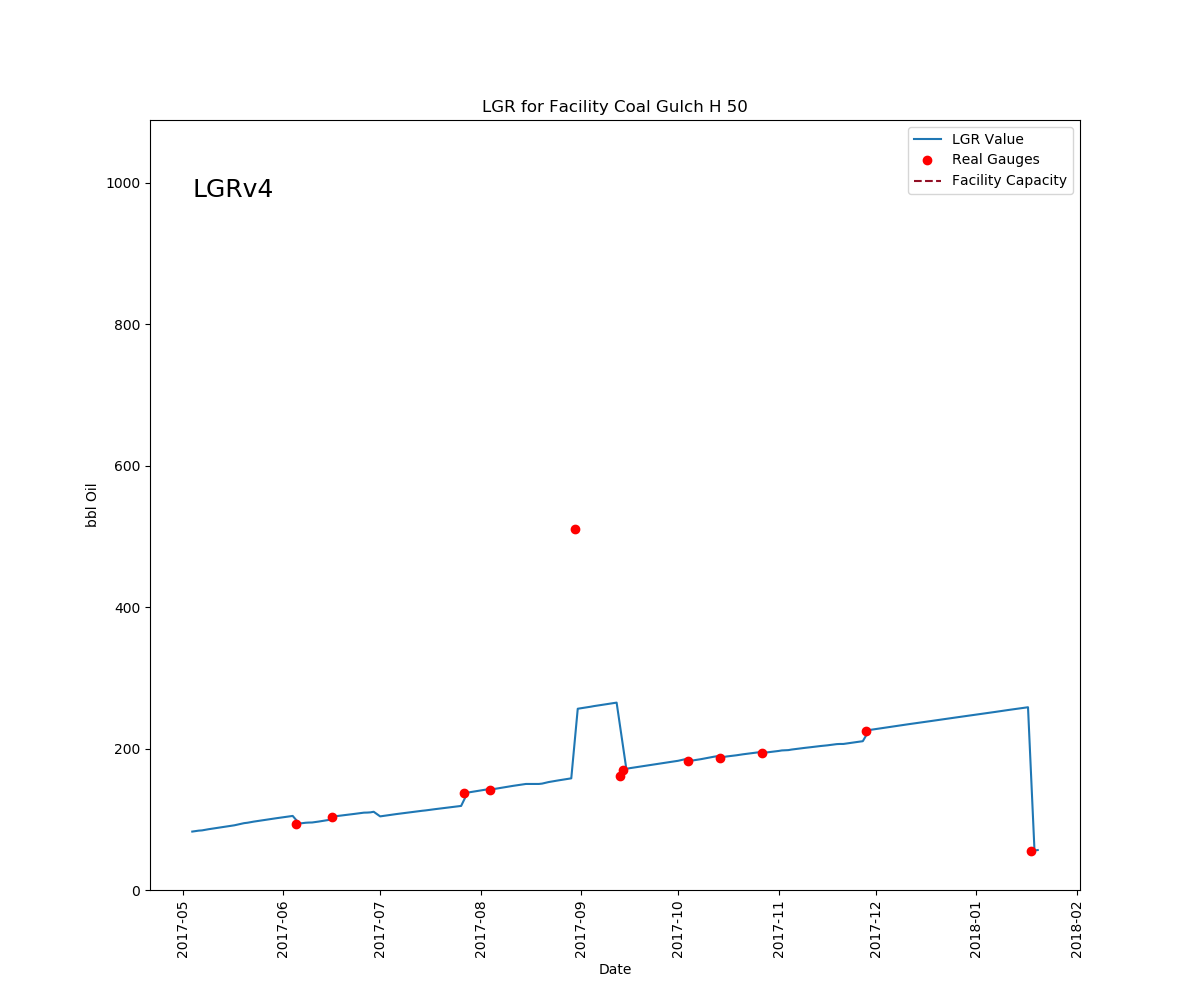 LGR for Facility Coal Gulch H 50
LGRv4
LGR Value
Real Gauges
Facility Capacity
bbl Oil
1000
800
600
400
200
0
2017-05
2017-06
2017-07
2017-08
2017-09
2017-10
2017-11
2017-12
2018-01
2018-02
Date